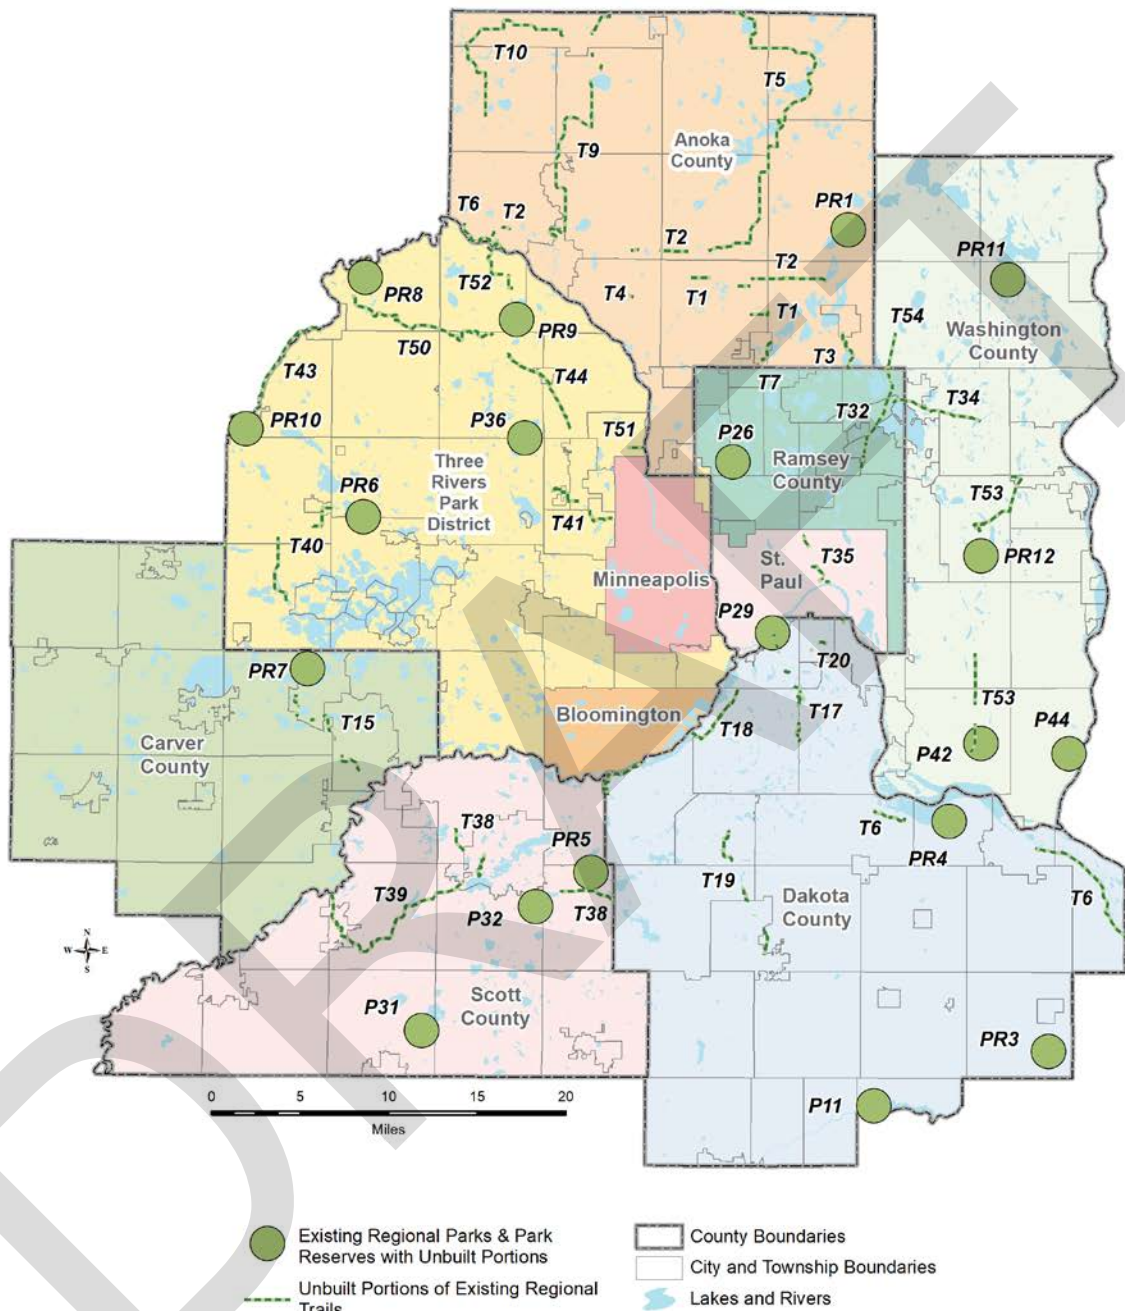 T10
T5
Anoka
County
T9
T6
T2
PR1
T2
PR11
T2
PR8
T52
T4
T1
T54
PR9
T1
Washington
County
T50
T3
T43
T44
T7
T34
PR10
P36
T51
P26
T32
Ramsey
County
Three
Rivers
Park
District
PR6
T53
T41
T40
PR12
St.
Paul
T35
Minneapolis
P29
PR7
T20
T53
T15
Bloomington
T18
T17
P44
Carver
County
P42
T38
PR5
T6
PR4
T39
T19
Dakota
County
P32
T38
T6
N
W E
S
P31
Scott
County
PR3
0 5 10 15 20
Miles
P11
DRAFT
Existing Regional Parks & Park
Reserves with Unbuilt Portions
Unbuilt Portions of Existing Regional
Trails
County Boundaries
City and Township Boundaries
Lakes and Rivers